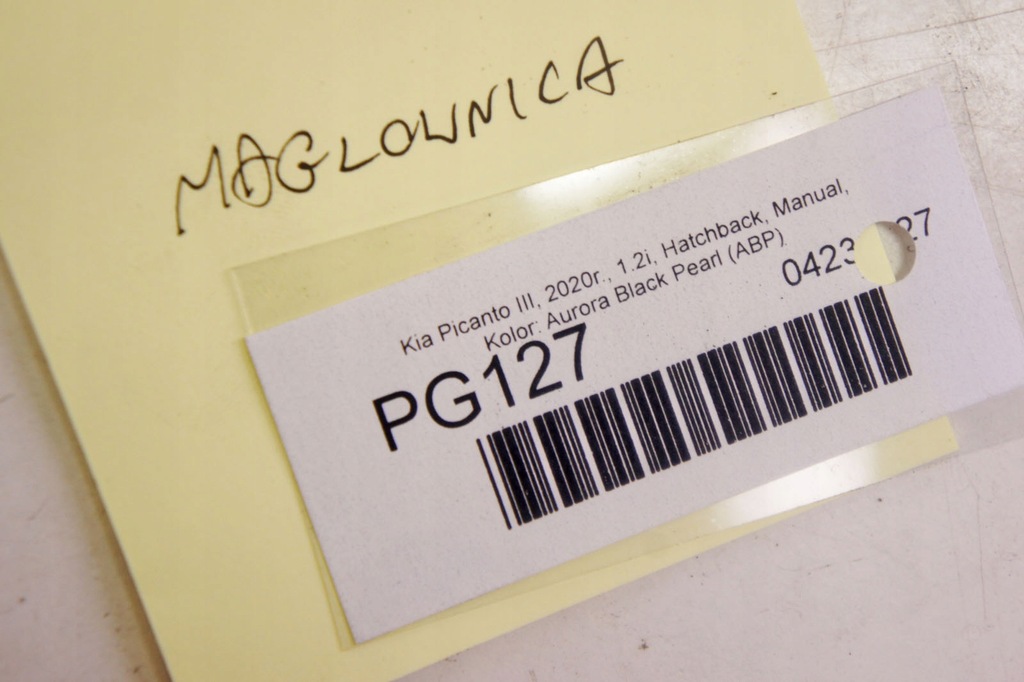 MAGLOWNICA
Kia Picanto III, 2020r., 1.2i, Hatchback, Manual,
Kolor: Aurora Black Pearl (ABP)
PG127